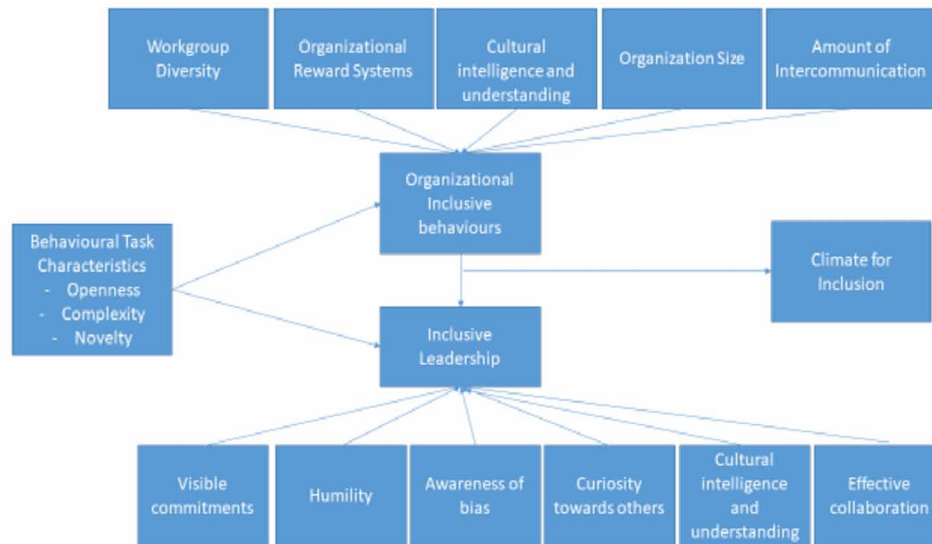 Workgroup
Diversity
Organizational
Reward Systems
Cultural
intelligence and
understanding
Organization Size
Amount of
Intercommunication
Organizational
Inclusive
behaviours
Behavioural Task
Characteristics
- Openness
- Complexity
- Novelty
Climate for
Inclusion
Inclusive
Leadership
Visible
commitments
Humility
Awareness of
bias
Curiosity
towards others
Cultural
intelligence
and
understanding
Effective
collaboration